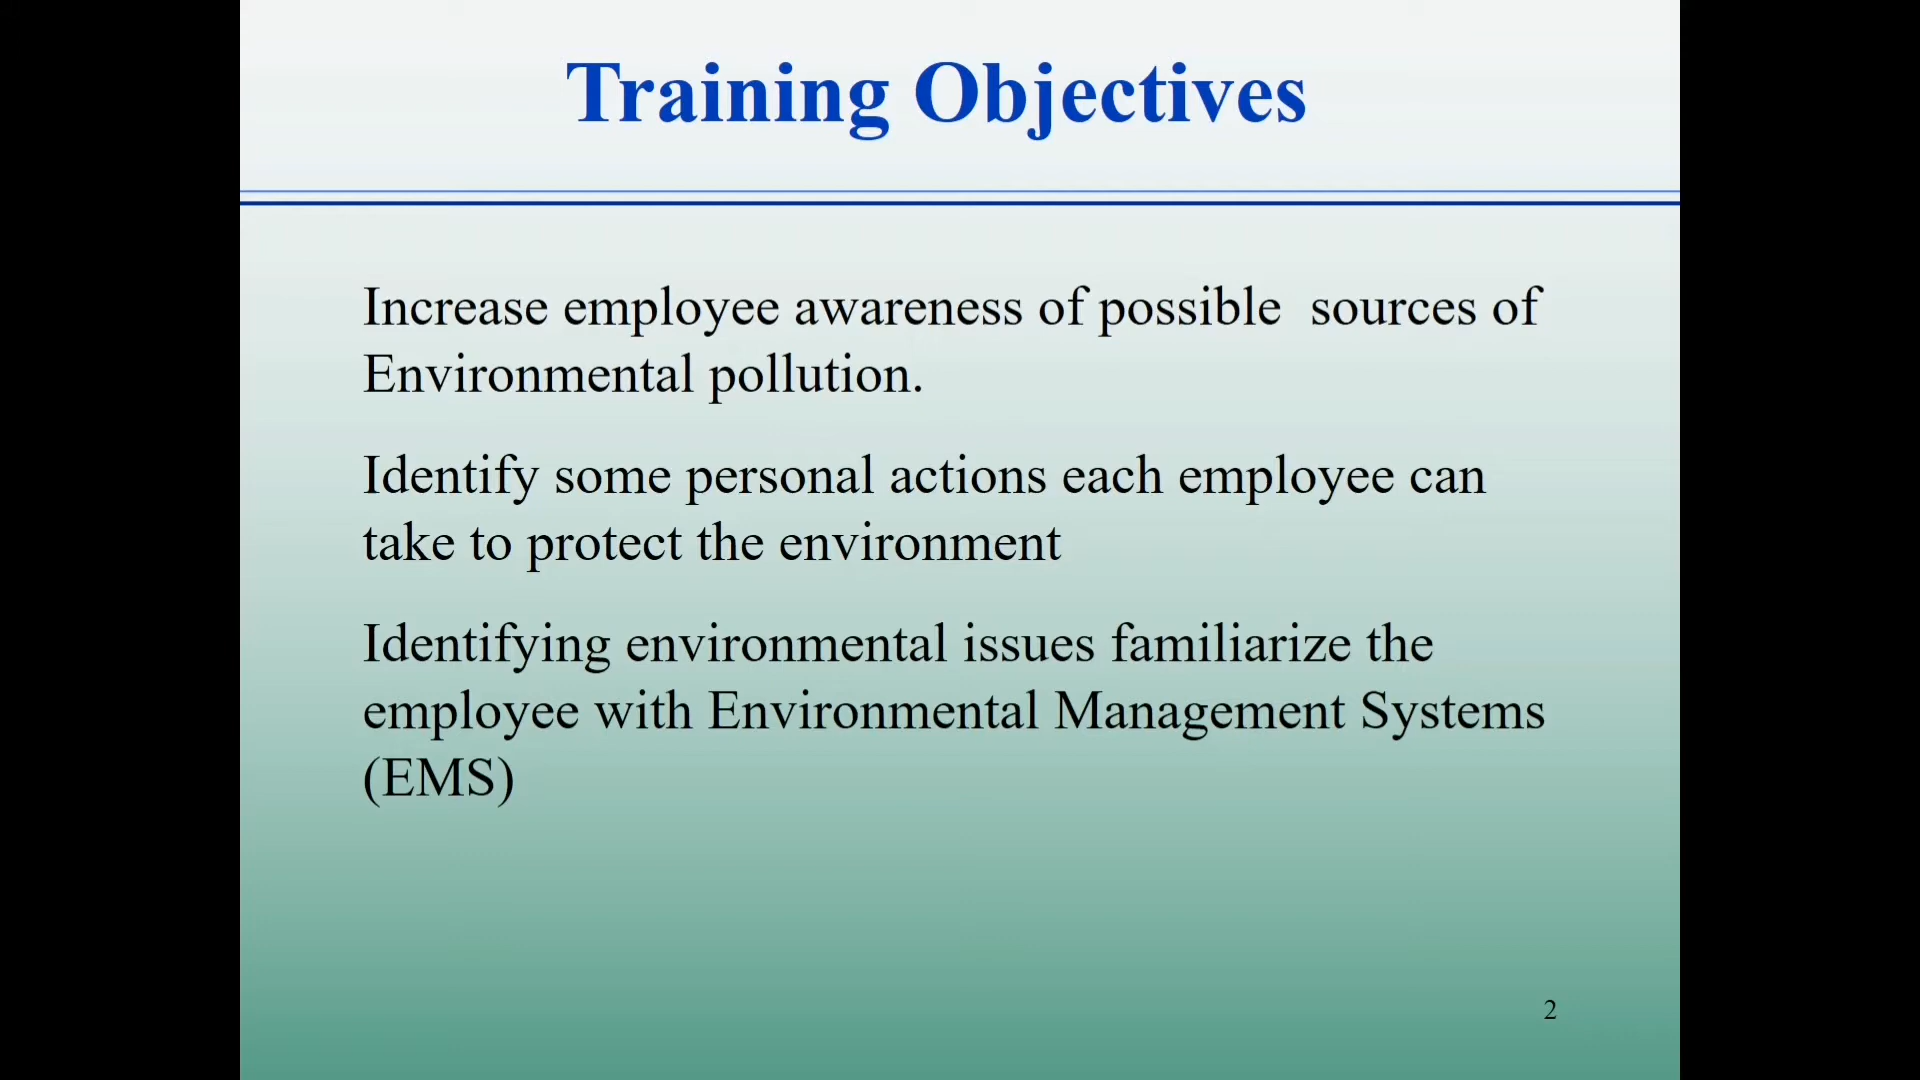 Training Objectives
Increase employee awareness of possible  sources of
Environmental pollution.
Identify some personal actions each employee can
take to protect the environment
Identifying environmental issues familiarize the
employee with Environmental Management Systems
(EMS)
2